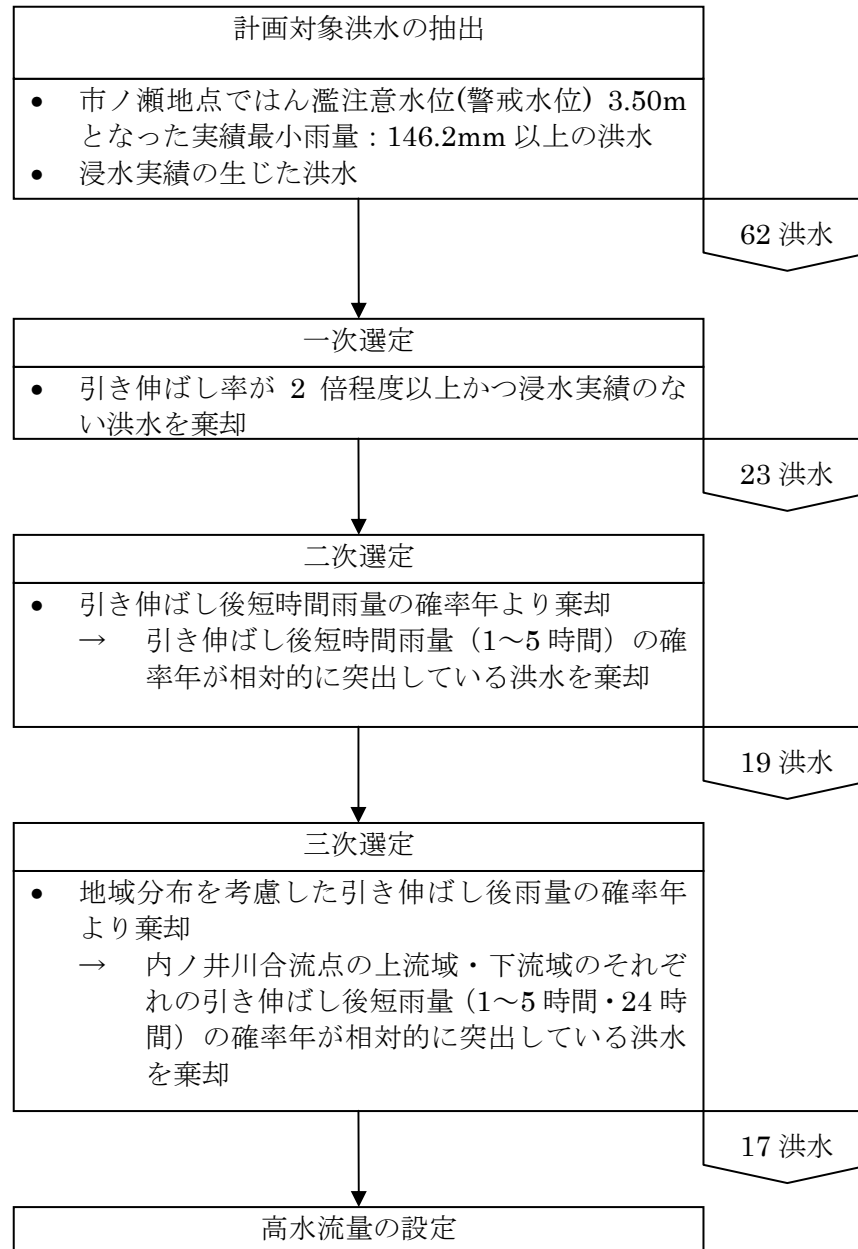 計画対象洪水の抽出
• 市ノ瀬地点ではん濫注意水位(警戒水位) 3.50m
となった実績最小雨量：146.2mm 以上の洪水
• 浸水実績の生じた洪水
62 洪水
一次選定
• 引き伸ばし率が 2 倍程度以上かつ浸水実績のな
い洪水を棄却
23 洪水
二次選定
• 引き伸ばし後短時間雨量の確率年より棄却
→ 引き伸ばし後短時間雨量（1～5 時間）の確
率年が相対的に突出している洪水を棄却
19 洪水
三次選定
• 地域分布を考慮した引き伸ばし後雨量の確率年
より棄却
→ 内ノ井川合流点の上流域・下流域のそれぞ
れの引き伸ばし後短雨量（1～5 時間・24 時
間）の確率年が相対的に突出している洪水
を棄却
17 洪水
高水流量の設定